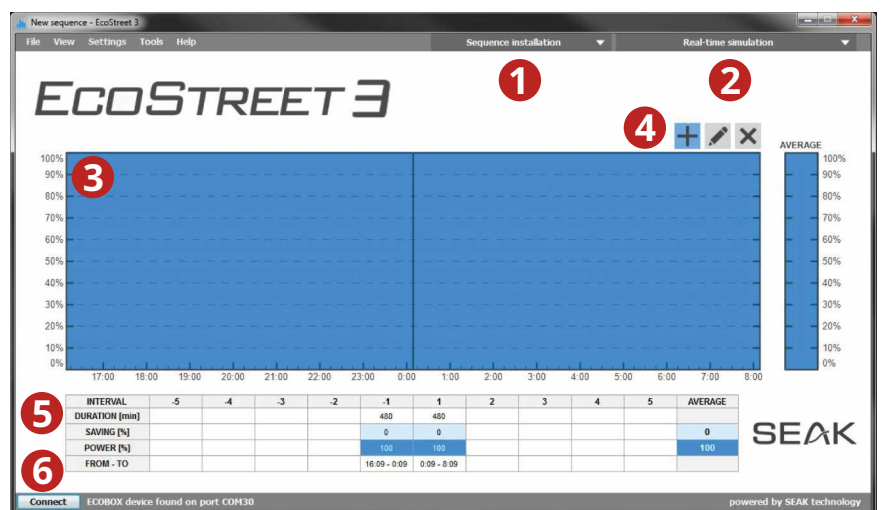 New sequence - EcoStreet 3
File View Settings Tools Help Sequence installation Real-time simulation
1 2
ECOSTREET 3
4
AVERAGE
3
100% 100%
90% 90%
80% 80%
70% 70%
60% 60%
50% 50%
40% 40%
30% 30%
20% 20%
10% 10%
0% 0%
17:00 18:00 19:00 20:00 21:00 22:00 23:00 0:00 1:00 2:00 3:00 4:00 5:00 6:00 7:00 8:00
5
INTERVAL -5 -4 -3 -2 -1 1 2 3 4 5 AVERAGE
DURATION [min] 480 480
SAVING [%] 0 0 0
POWER [%] 100 100 100
FROM - TO 16:09 - 0:09 0:09 - 8:09
SEAK
6
Connect ECOBOX device found on port COM30 powered by SEAK technology